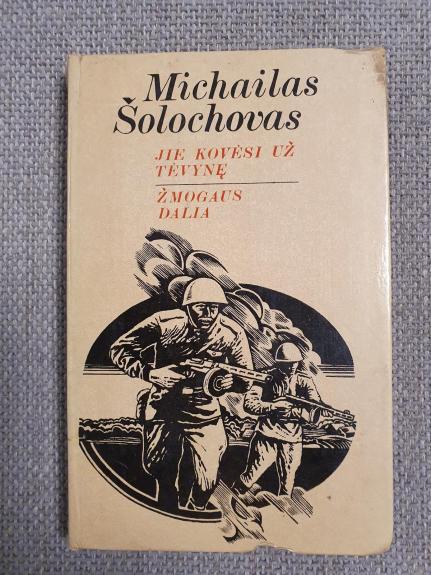 Michailas
Šolochovas
JIE KOVĖSI UŽ
TĖVYNĘ
ŽMOGAUS
DALIA